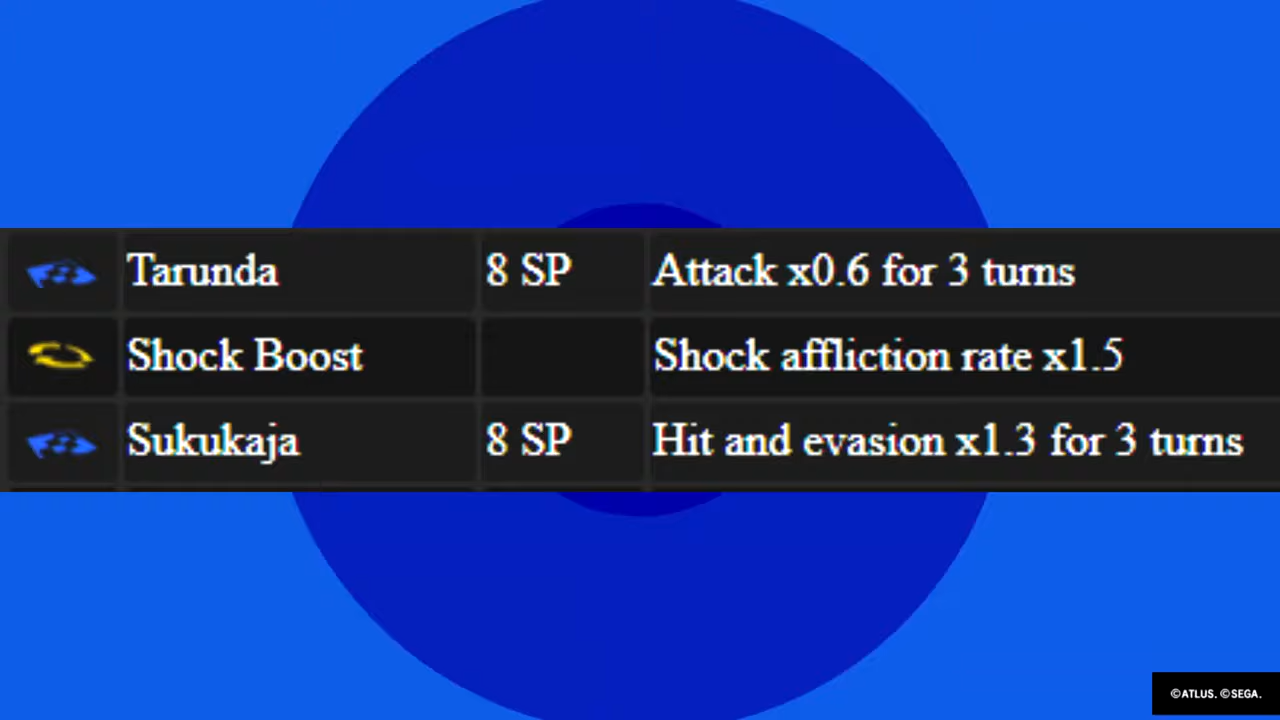 Tarunda 8 SP Attack x0.6 for 3 turns
Shock Boost Shock affliction rate x1.5
Sukukaja 8 SP Hit and evasion x1.3 for 3 turns
©ATLUS. ©SEGA.